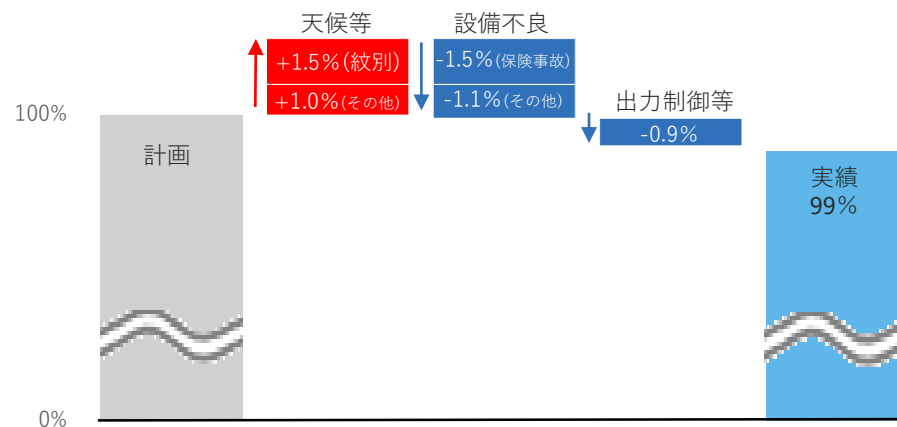 天候等
設備不良
+1.5%(紋別)
-1.5%(保険事故)
+1.0%(その他)
-1.1%(その他)
出力制御等
100%
-0.9%
計画
実績
99%
0%